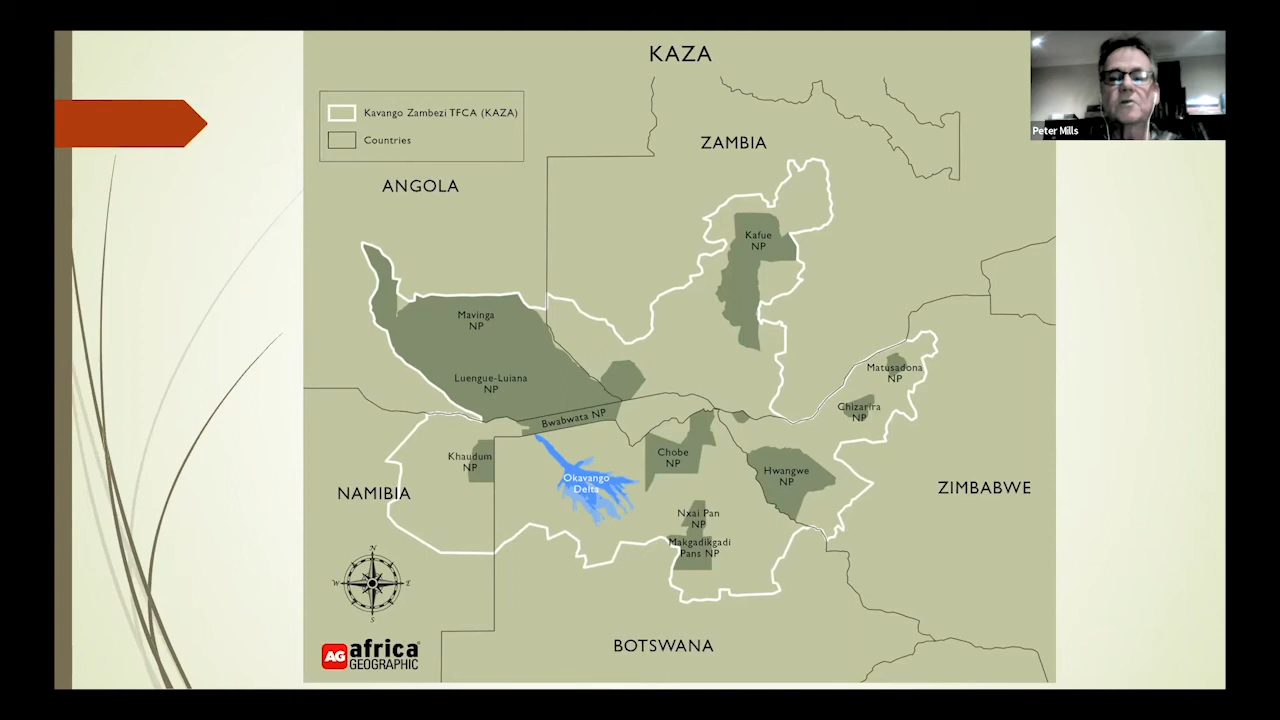 KAZA
Kavango Zambezi TFCA (KAZA)
Countries
Peter Mills
ZAMBIA
ANGOLA
Kafue
NP
Mavinga
NP
Luengue-Luiana
NP
Matusadona
NP
Chizarira
NP
Bwabwata NP
Khaudum
NP
Chobe
NP
Hwangwe
NP
Okavango
Delta
NAMIBIA
ZIMBABWE
Nxai Pan
NP
Makgadikgadi
Pans NP
N
W
E
S
BOTSWANA
AG africa
GEOGRAPHIC